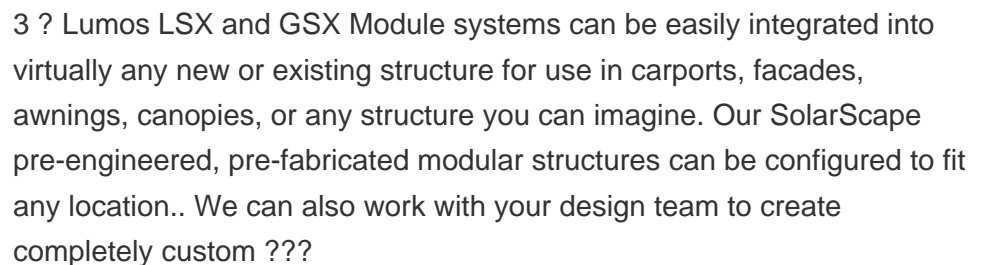 3 ? Lumos LSX and GSX Module systems can be easily integrated into
virtually any new or existing structure for use in carports, facades,
awnings, canopies, or any structure you can imagine. Our SolarScape
pre-engineered, pre-fabricated modular structures can be configured to fit
any location.. We can also work with your design team to create
completely custom ???